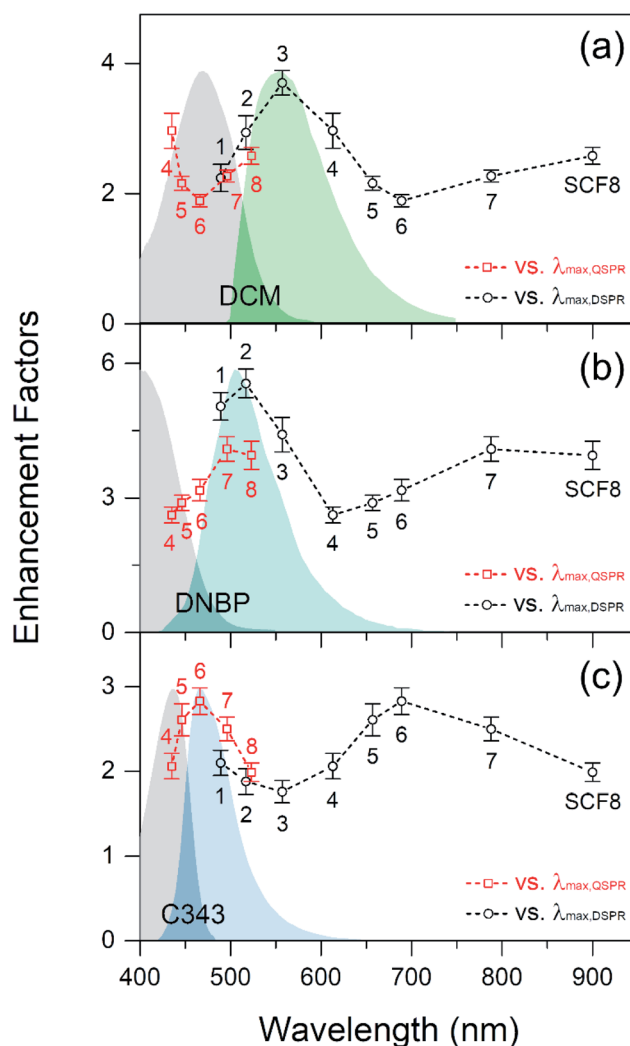 Enhancement Factors
(a)
4
2
0
4
5
6
7
8
1
2
3
4
5
6
7
SCF8
DCM
vs. λmax,QSPR
vs. λmax,DSPR
(b)
6
3
0
4
5
6
7
8
1
2
3
4
5
6
7
SCF8
DNBP
vs. λmax,QSPR
vs. λmax,DSPR
(c)
3
2
1
0
4
5
6
7
8
1
2
3
4
5
6
7
SCF8
C343
vs. λmax,QSPR
vs. λmax,DSPR
400 500 600 700 800 900
Wavelength (nm)